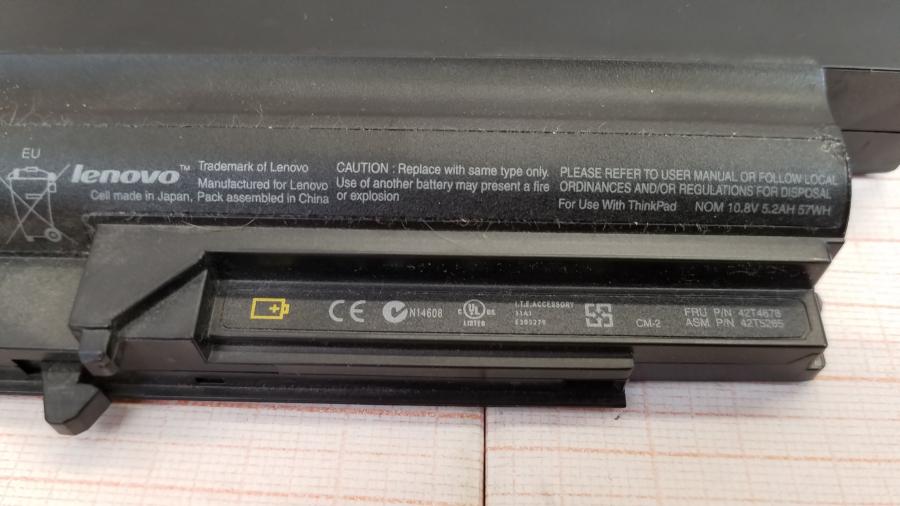 EU
lenovo™
Trademark of Lenovo
Manufactured for Lenovo
Cell made in Japan, Pack assembled in China
CAUTION : Replace with same type only.
Use of another battery may present a fire
or explosion
PLEASE REFER TO USER MANUAL OR FOLLOW LOCAL
ORDINANCES AND/OR REGULATIONS FOR DISPOSAL
For Use With ThinkPad NOM 10.8V 5.2AH 57WH
CE N14608
C UL US
LISTED
I.T.E.ACCESSORY
CM-2
FRU P/N 42T4678
ASM. P/N 42T5265